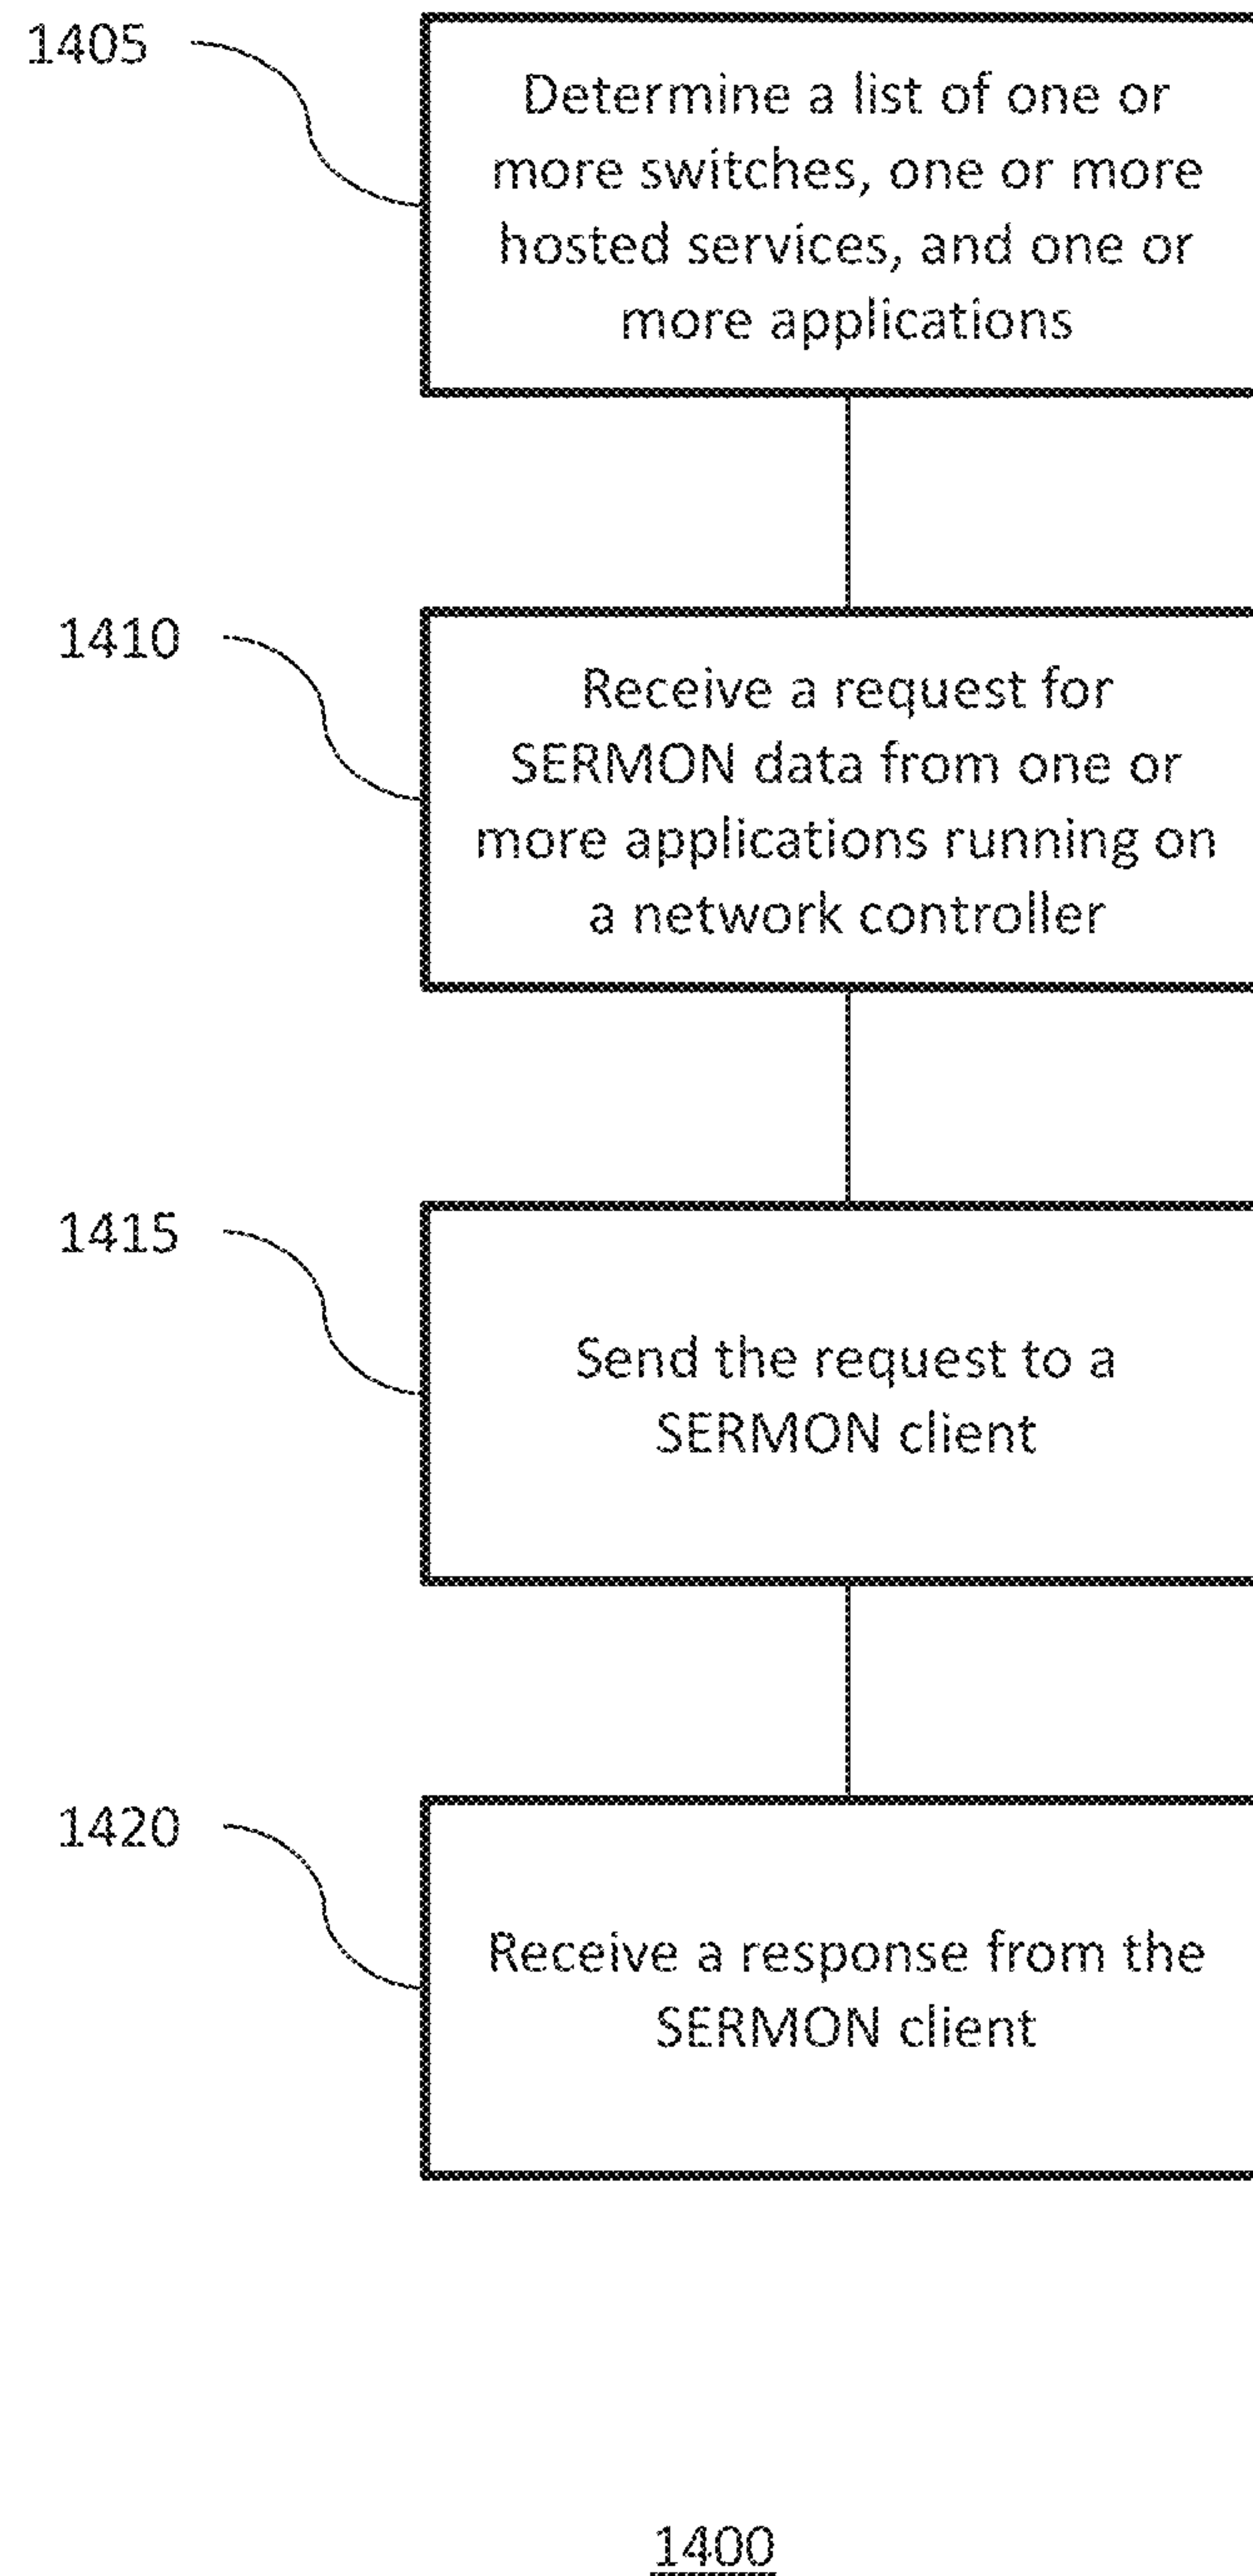 1405
Determine a list of one or
more switches, one or more
hosted services, and one or
more applications
1410
Receive a request for
SERMON data from one or
more applications running on
a network controller
1415
Send the request to a
SERMON client
1420
Receive a response from the
SERMON client
1400